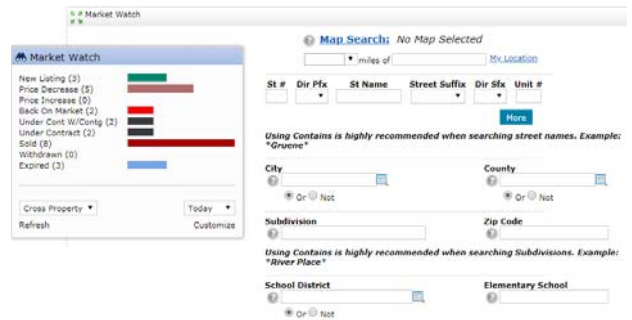 Market Watch
Map Search: No Map Selected
miles of
My Location
Market Watch
New Listing (3)
Price Decrease (5)
Price Increase (0)
Back On Market (2)
Under Cont W/Contg (2)
Under Contract (2)
Sold (8)
Withdrawn (0)
Expired (3)
Cross Property
Today
Refresh
Customize
St # Dir Pfx St Name Street Suffix Dir Sfx Unit #
More
Using Contains is highly recommended when searching street names. Example:
*Gruene*
City County
Or Not Or Not
Subdivision Zip Code
Using Contains is highly recommended when searching Subdivisions. Example:
*River Place*
School District Elementary School
Or Not